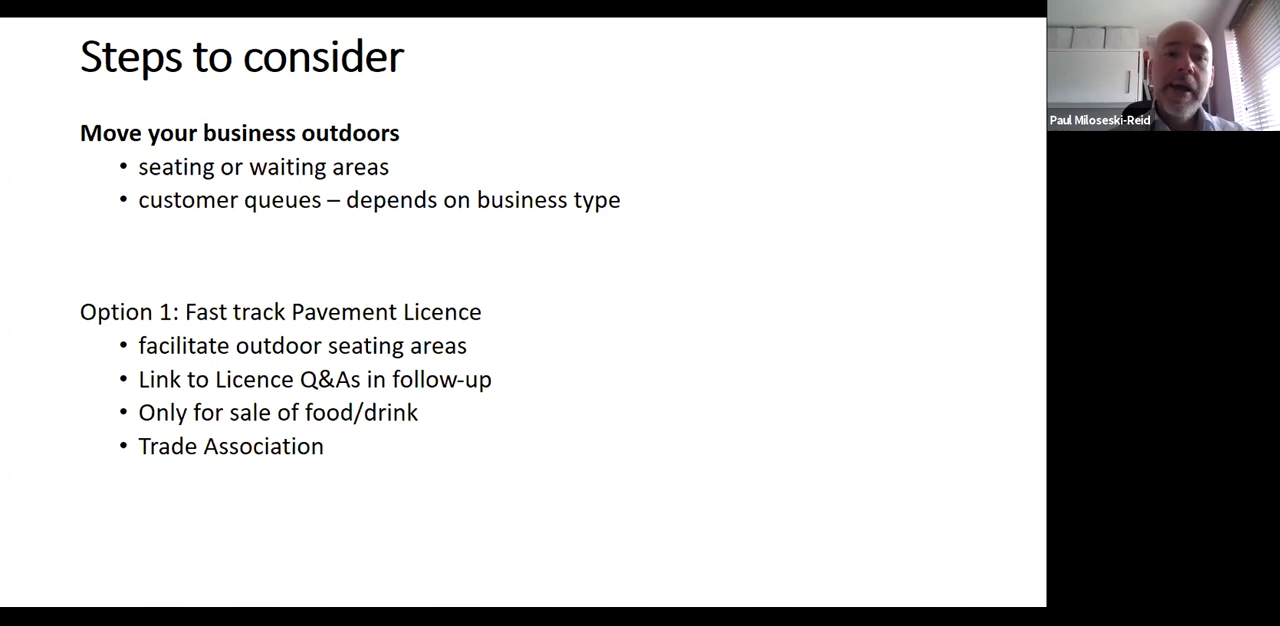 Steps to consider
Move your business outdoors
• seating or waiting areas
• customer queues – depends on business type
Option 1: Fast track Pavement Licence
• facilitate outdoor seating areas
• Link to Licence Q&As in follow-up
• Only for sale of food/drink
• Trade Association
Paul Miloseski-Reid